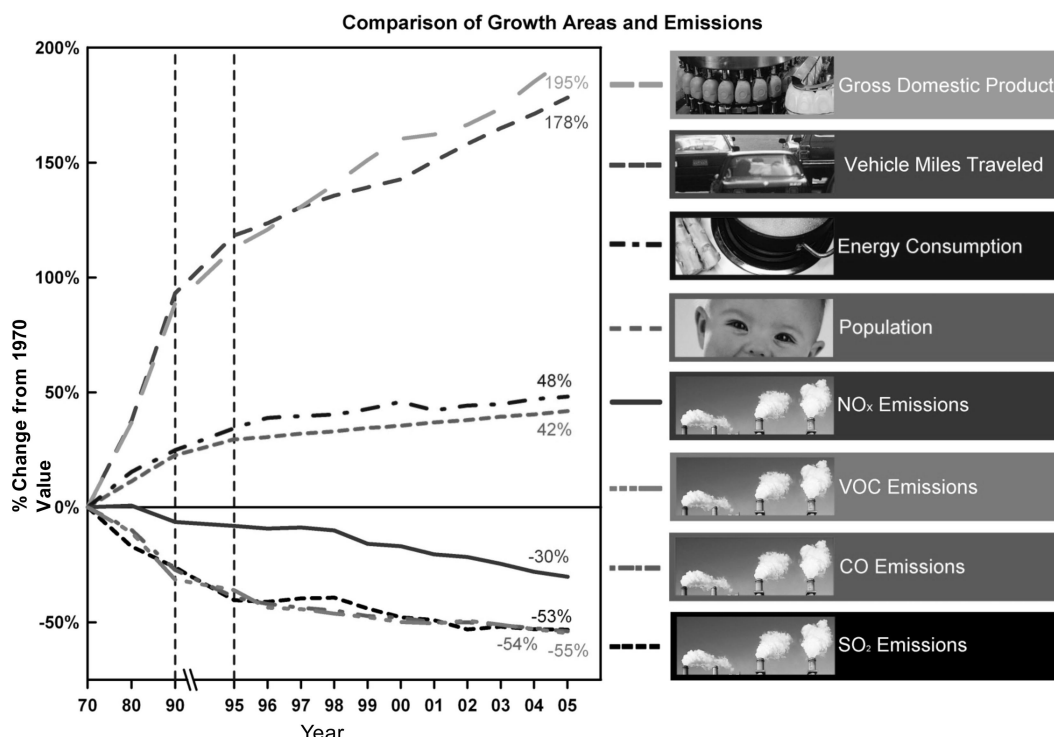 Comparison of Growth Areas and Emissions
200%
150%
100%
50%
0%
-50%
% Change from 1970
Value
195%
178%
48%
42%
-30%
-53%
-54%
-55%
70 80 90 95 96 97 98 99 00 01 02 03 04 05
Year
Gross Domestic Product
Vehicle Miles Traveled
Energy Consumption
Population
NOₓ Emissions
VOC Emissions
CO Emissions
SO₂ Emissions